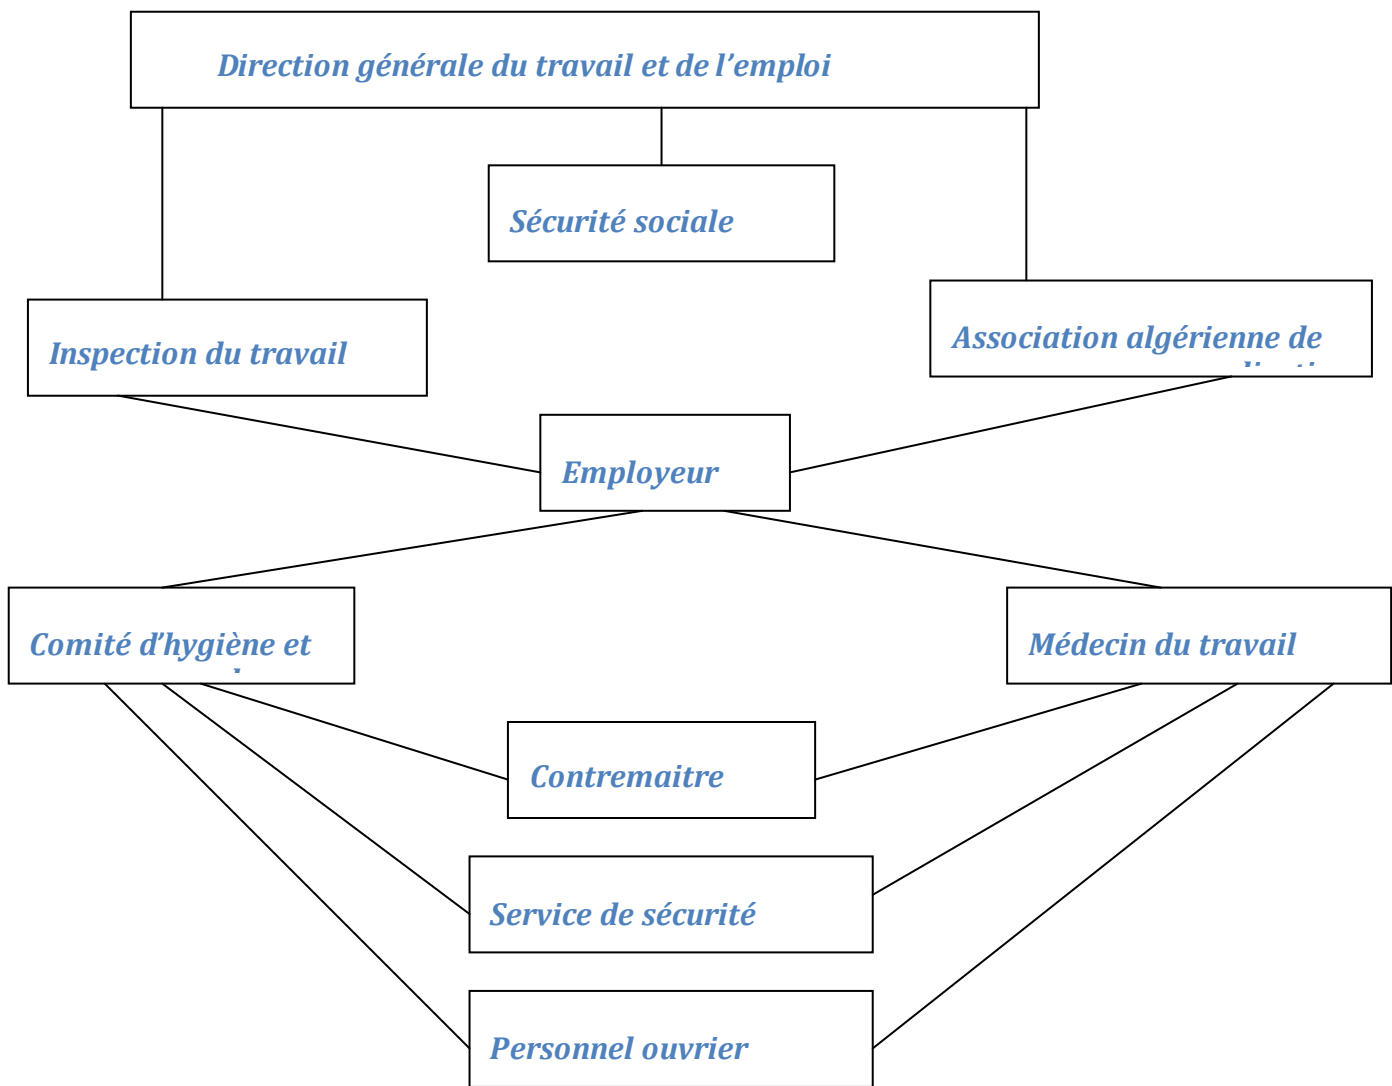 Direction générale du travail et de l'emploi
Sécurité sociale
Inspection du travail
Association algérienne de
Employeur
Comité d'hygiène et
Médecin du travail
Contremaitre
Service de sécurité
Personnel ouvrier